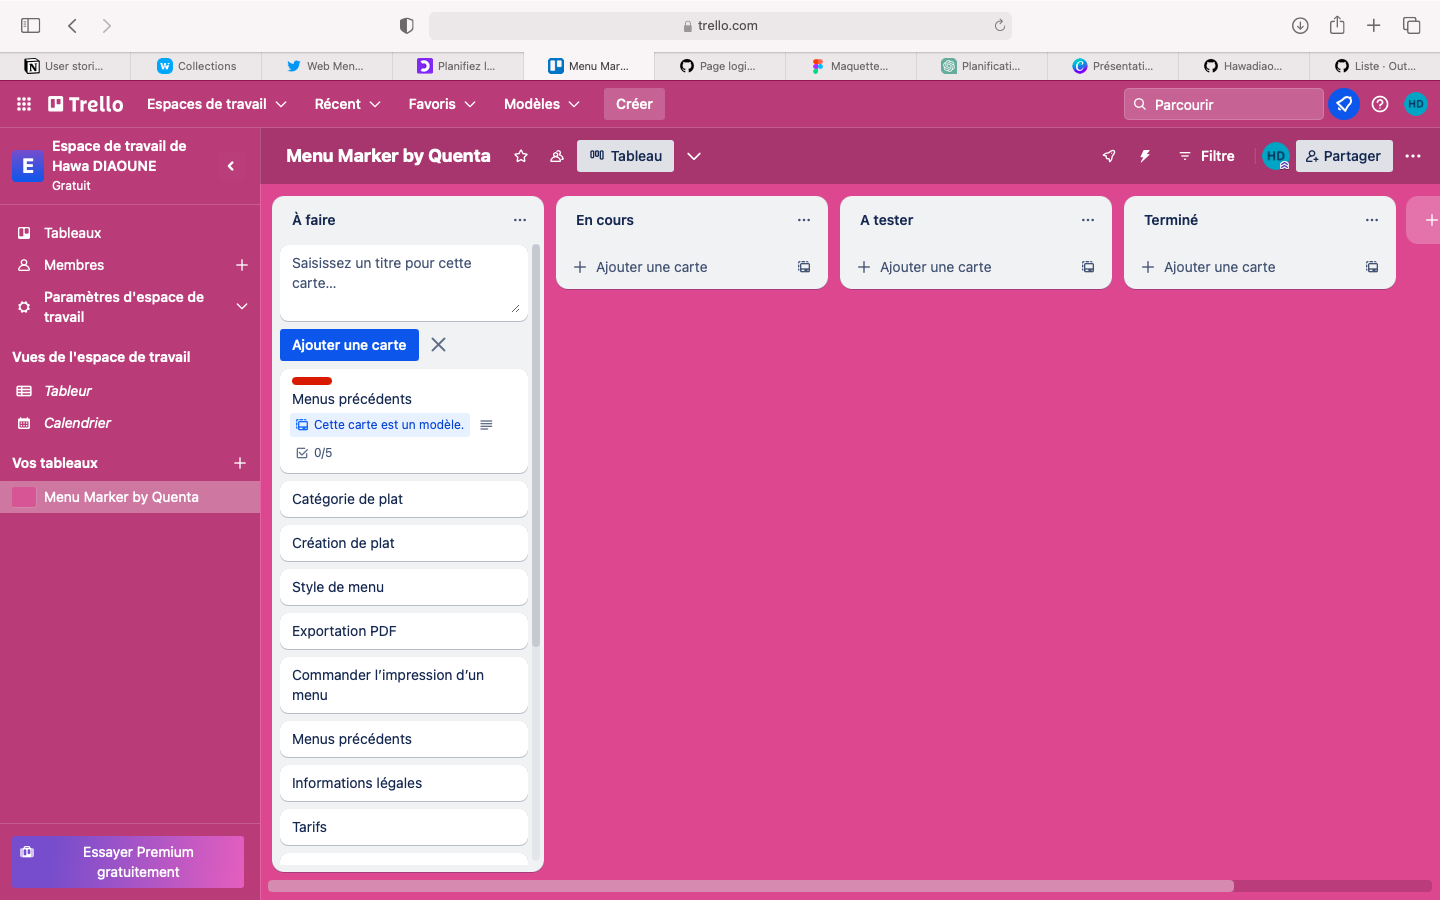 trello.com
User stori...
Collections
Web Men...
Planifiez l...
Menu Mar...
Page logi...
Maquette...
Planificati...
Présentati...
Hawadiao...
Liste · Out...
Trello
Espaces de travail
Récent
Favoris
Modèles
Créer
Parcourir
HD
E
Espace de travail de
Hawa DIAOUNE
Gratuit
Menu Marker by Quenta
Tableau
Filtre
HD
Partager
Tableaux
Membres
Paramètres d'espace de
travail
Vues de l'espace de travail
Tableur
Calendrier
Vos tableaux
Menu Marker by Quenta
Essayer Premium
gratuitement
À faire
Saisissez un titre pour cette
carte…
Ajouter une carte
Menus précédents
Cette carte est un modèle.
0/5
Catégorie de plat
Création de plat
Style de menu
Exportation PDF
Commander l’impression d’un
menu
Menus précédents
Informations légales
Tarifs
En cours
Ajouter une carte
A tester
Ajouter une carte
Terminé
Ajouter une carte